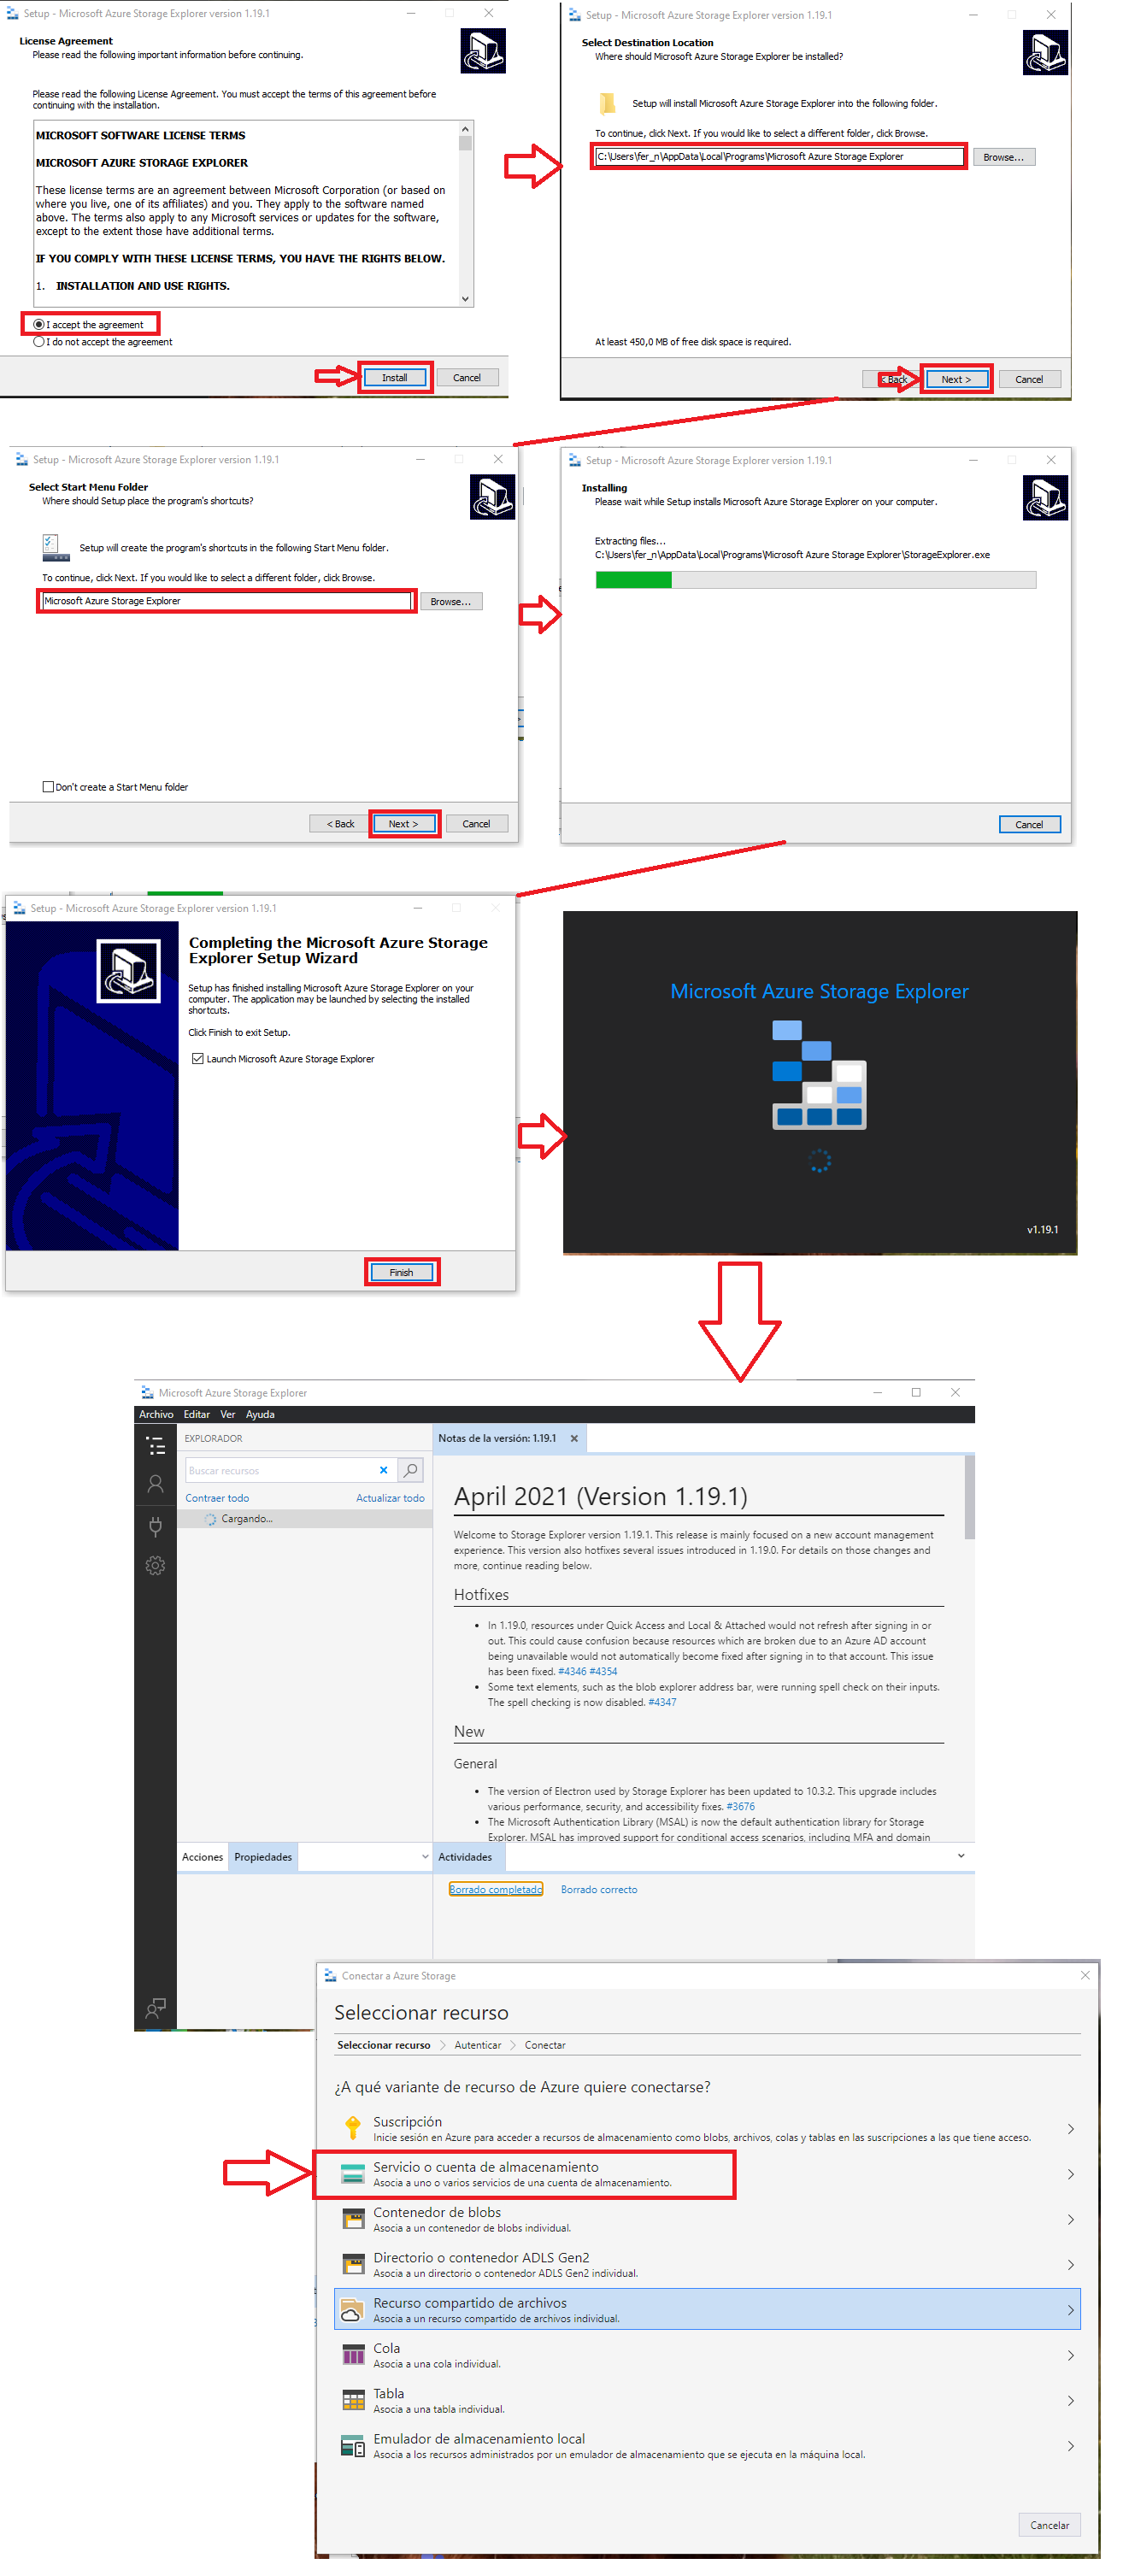 Setup - Microsoft Azure Storage Explorer version 1.19.1
License Agreement
Please read the following important information before continuing.
Please read the following License Agreement. You must accept the terms of this agreement before
continuing with the installation.
MICROSOFT SOFTWARE LICENSE TERMS
MICROSOFT AZURE STORAGE EXPLORER
These license terms are an agreement between Microsoft Corporation (or based on
where you live, one of its affiliates) and you. They apply to the software named
above. The terms also apply to any Microsoft services or updates for the software,
except to the extent those have additional terms.
IF YOU COMPLY WITH THESE LICENSE TERMS, YOU HAVE THE RIGHTS BELOW.
1. INSTALLATION AND USE RIGHTS.
I accept the agreement
I do not accept the agreement
Install
Cancel
Setup - Microsoft Azure Storage Explorer version 1.19.1
Select Destination Location
Where should Microsoft Azure Storage Explorer be installed?
Setup will install Microsoft Azure Storage Explorer into the following folder.
To continue, click Next. If you would like to select a different folder, click Browse.
C:\Users\fer_n\AppData\Local\Programs\Microsoft Azure Storage Explorer
Browse...
At least 450,0 MB of free disk space is required.
< Back
Next >
Cancel
Setup - Microsoft Azure Storage Explorer version 1.19.1
Select Start Menu Folder
Where should Setup place the program's shortcuts?
Setup will create the program's shortcuts in the following Start Menu folder.
To continue, click Next. If you would like to select a different folder, click Browse.
Microsoft Azure Storage Explorer
Browse...
Don't create a Start Menu folder
< Back
Next >
Cancel
Setup - Microsoft Azure Storage Explorer version 1.19.1
Installing
Please wait while Setup installs Microsoft Azure Storage Explorer on your computer.
Extracting files...
C:\Users\fer_n\AppData\Local\Programs\Microsoft Azure Storage Explorer\StorageExplorer.exe
Cancel
Setup - Microsoft Azure Storage Explorer version 1.19.1
Completing the Microsoft Azure Storage
Explorer Setup Wizard
Setup has finished installing Microsoft Azure Storage Explorer on your
computer. The application may be launched by selecting the installed
shortcuts.
Click Finish to exit Setup.
Launch Microsoft Azure Storage Explorer
Finish
Microsoft Azure Storage Explorer
v1.19.1
Microsoft Azure Storage Explorer
Archivo Editar Ver Ayuda
EXPLORADOR
Buscar recursos
Contraer todo
Actualizar todo
Cargando...
Notas de la versión: 1.19.1
April 2021 (Version 1.19.1)
Welcome to Storage Explorer version 1.19.1. This release is mainly focused on a new account management
experience. This version also hotfixes several issues introduced in 1.19.0. For details on those changes and
more, continue reading below.
Hotfixes
• In 1.19.0, resources under Quick Access and Local & Attached would not refresh after signing in or
out. This could cause confusion because resources which are broken due to an Azure AD account
being unavailable would not automatically become fixed after signing in to that account. This issue
has been fixed. #4346 #4354
• Some text elements, such as the blob explorer address bar, were running spell check on their inputs.
The spell checking is now disabled. #4347
New
General
• The version of Electron used by Storage Explorer has been updated to 10.3.2. This upgrade includes
various performance, security, and accessibility fixes. #3676
• The Microsoft Authentication Library (MSAL) is now the default authentication library for Storage
Explorer. MSAL has improved support for conditional access scenarios, including MFA and domain
Acciones Propiedades
Actividades
Borrado completado Borrado correcto
Conectar a Azure Storage
Seleccionar recurso
Seleccionar recurso > Autenticar > Conectar
¿A qué variante de recurso de Azure quiere conectarse?
Suscripción
Inicie sesión en Azure para acceder a recursos de almacenamiento como blobs, archivos, colas y tablas en las suscripciones a las que tiene acceso.
Servicio o cuenta de almacenamiento
Asocia a uno o varios servicios de una cuenta de almacenamiento.
Contenedor de blobs
Asocia a un contenedor de blobs individual.
Directorio o contenedor ADLS Gen2
Asocia a un directorio o contenedor ADLS Gen2 individual.
Recurso compartido de archivos
Asocia a un recurso compartido de archivos individual.
Cola
Asocia a una cola individual.
Tabla
Asocia a una tabla individual.
Emulador de almacenamiento local
Asocia a los recursos administrados por un emulador de almacenamiento que se ejecuta en la máquina local.
Cancelar